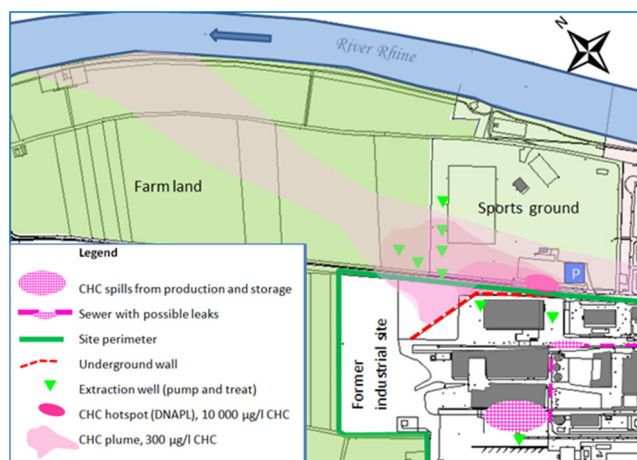 N
River Rhine
Farm land
Sports ground
P
Former
industrial site
Legend
CHC spills from production and storage
Sewer with possible leaks
Site perimeter
Underground wall
Extraction well (pump and treat)
CHC hotspot (DNAPL), 10 000 µg/l CHC
CHC plume, 300 µg/l CHC